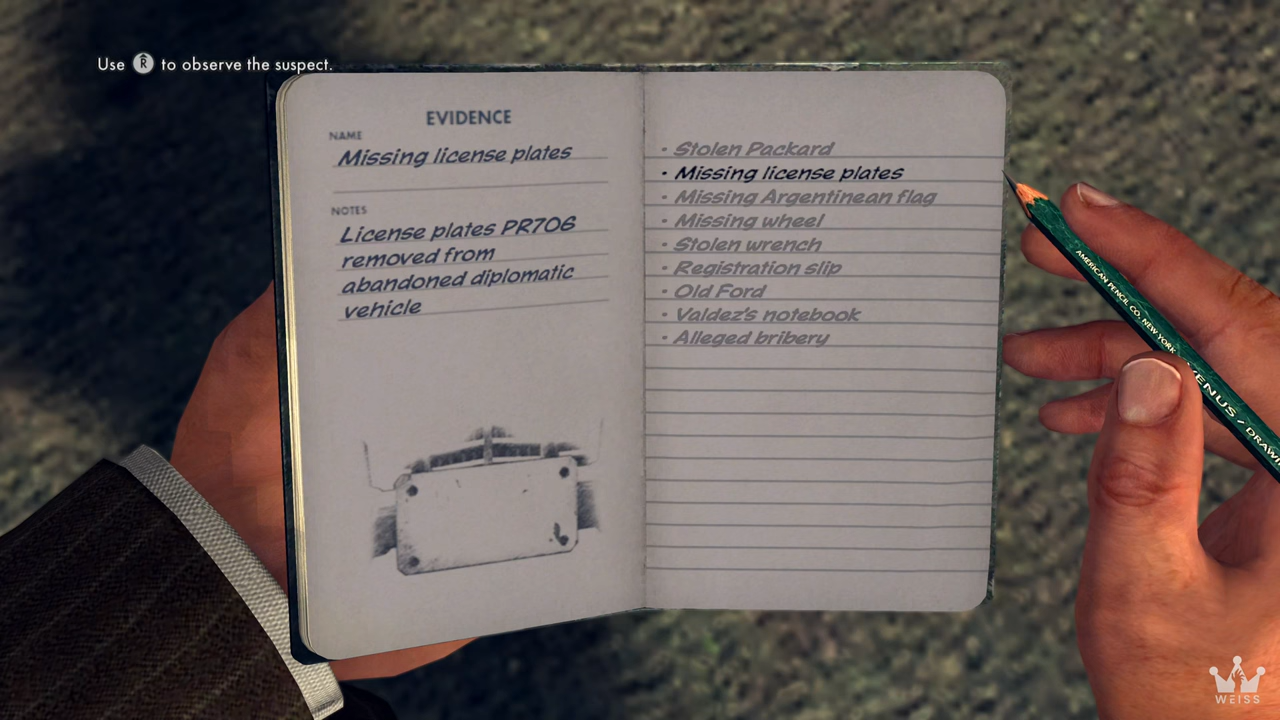 Use R to observe the suspect.
EVIDENCE
NAME
Missing license plates
NOTES
License plates PR706
removed from
abandoned diplomatic
vehicle
• Stolen Packard
• Missing license plates
• Missing Argentinean flag
• Missing wheel
• Stolen wrench
• Registration slip
• Old Ford
• Valdez's notebook
• Alleged bribery
AMERICAN PENCIL CO. NEW YORK
VENUS / DRAWI
WEISS